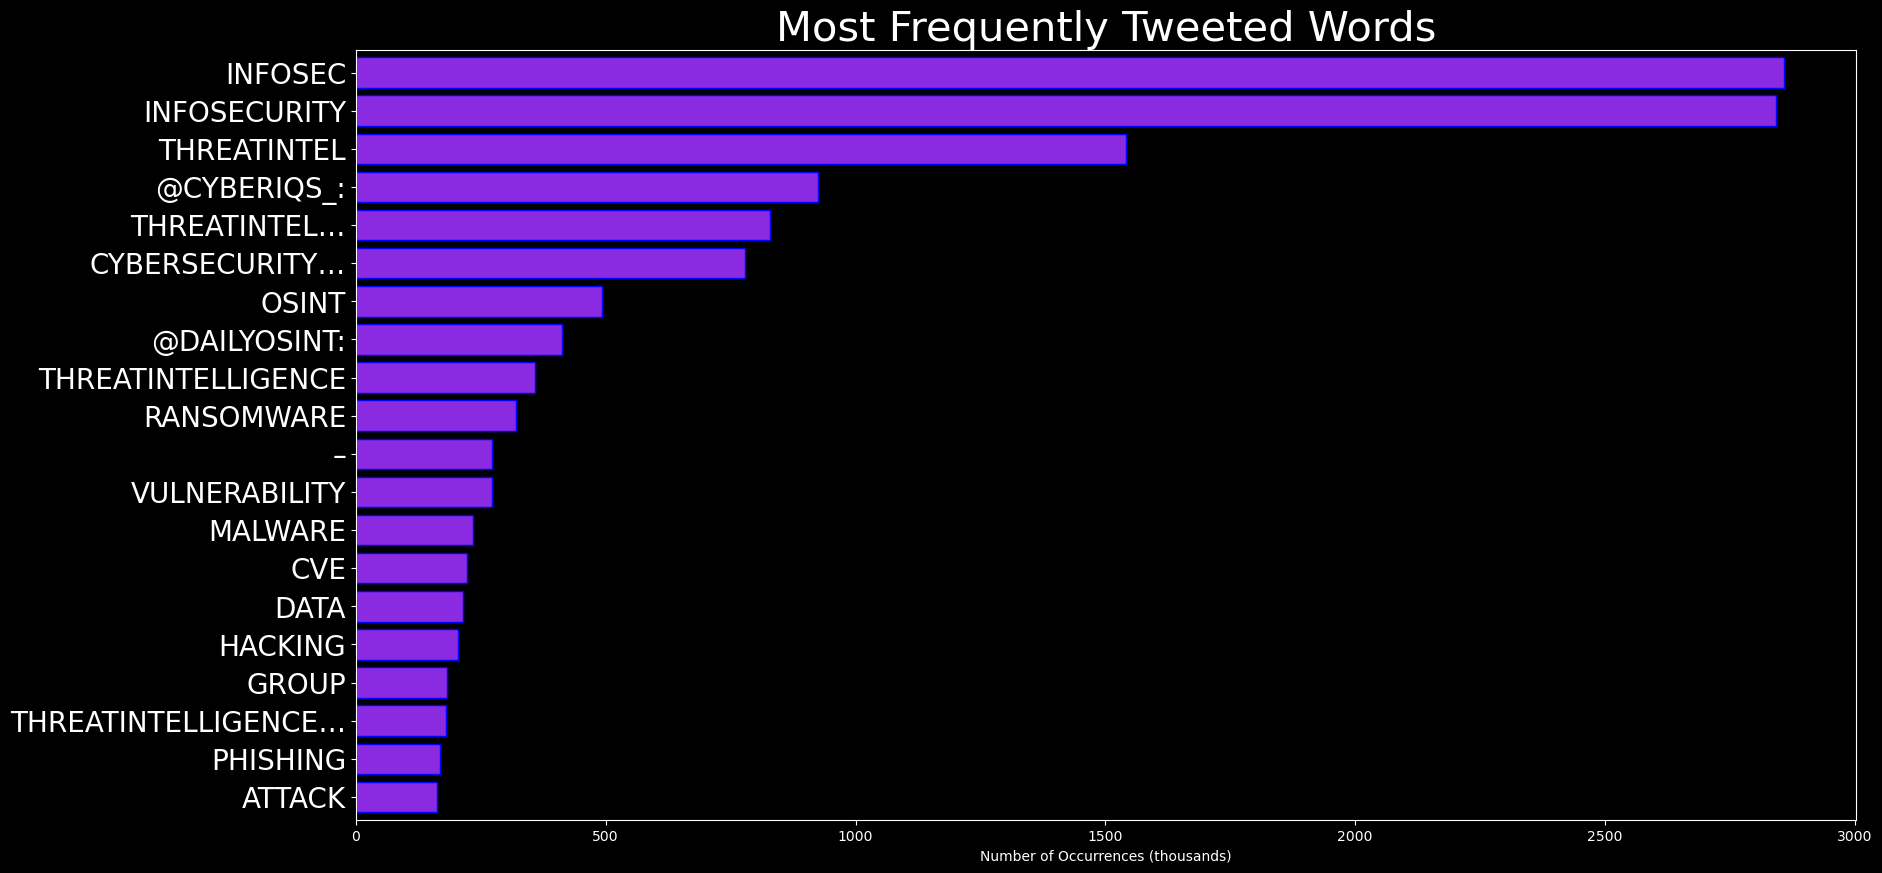 Most Frequently Tweeted Words
INFOSEC
INFOSECURITY
THREATINTEL
@CYBERIQS_:
THREATINTEL…
CYBERSECURITY…
OSINT
@DAILYOSINT:
THREATINTELLIGENCE
RANSOMWARE
–
VULNERABILITY
MALWARE
CVE
DATA
HACKING
GROUP
THREATINTELLIGENCE…
PHISHING
ATTACK
0 500 1000 1500 2000 2500 3000
Number of Occurrences (thousands)